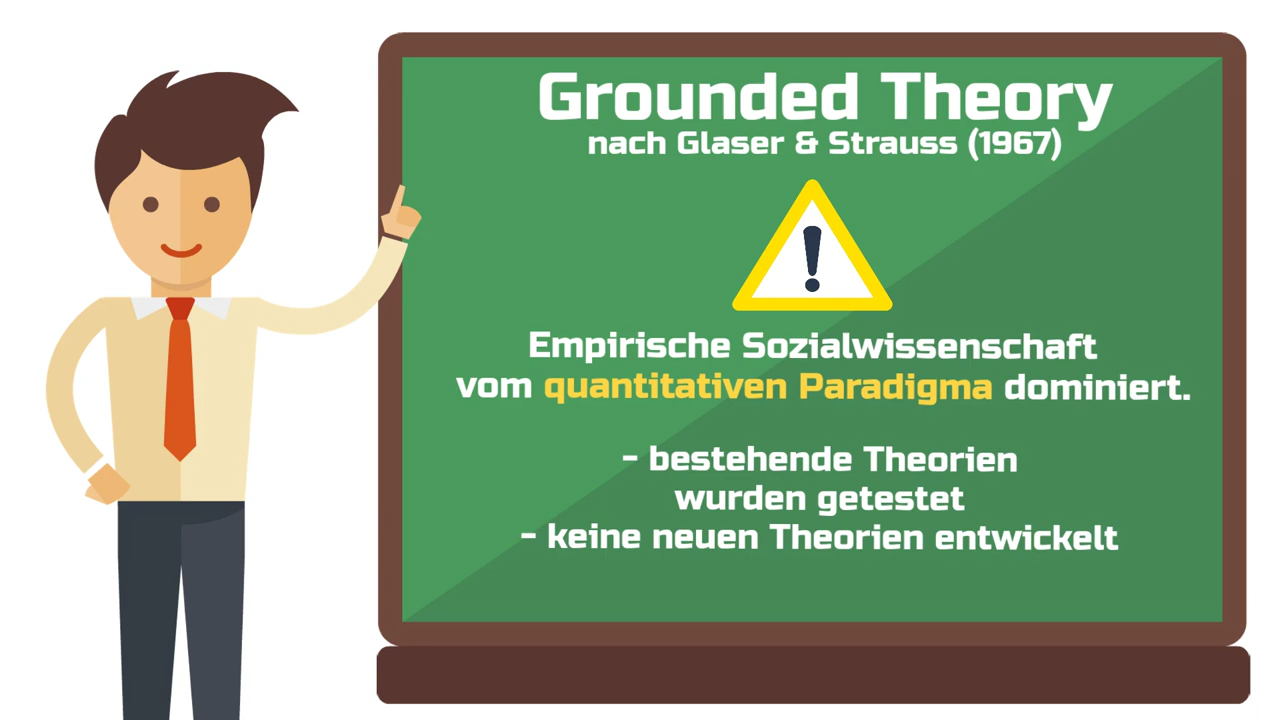 Grounded Theory
nach Glaser & Strauss (1967)
!
Empirische Sozialwissenschaft
vom quantitativen Paradigma dominiert.
- bestehende Theorien
wurden getestet
- keine neuen Theorien entwickelt